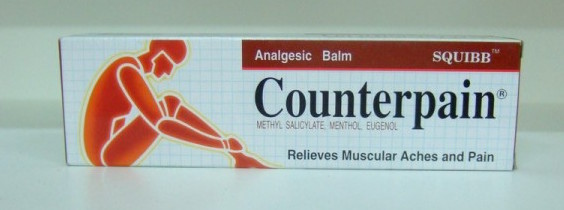 Analgesic Balm
SQUIBB™
Counterpain®
METHYL SALICYLATE, MENTHOL, EUGENOL
Relieves Muscular Aches and Pain